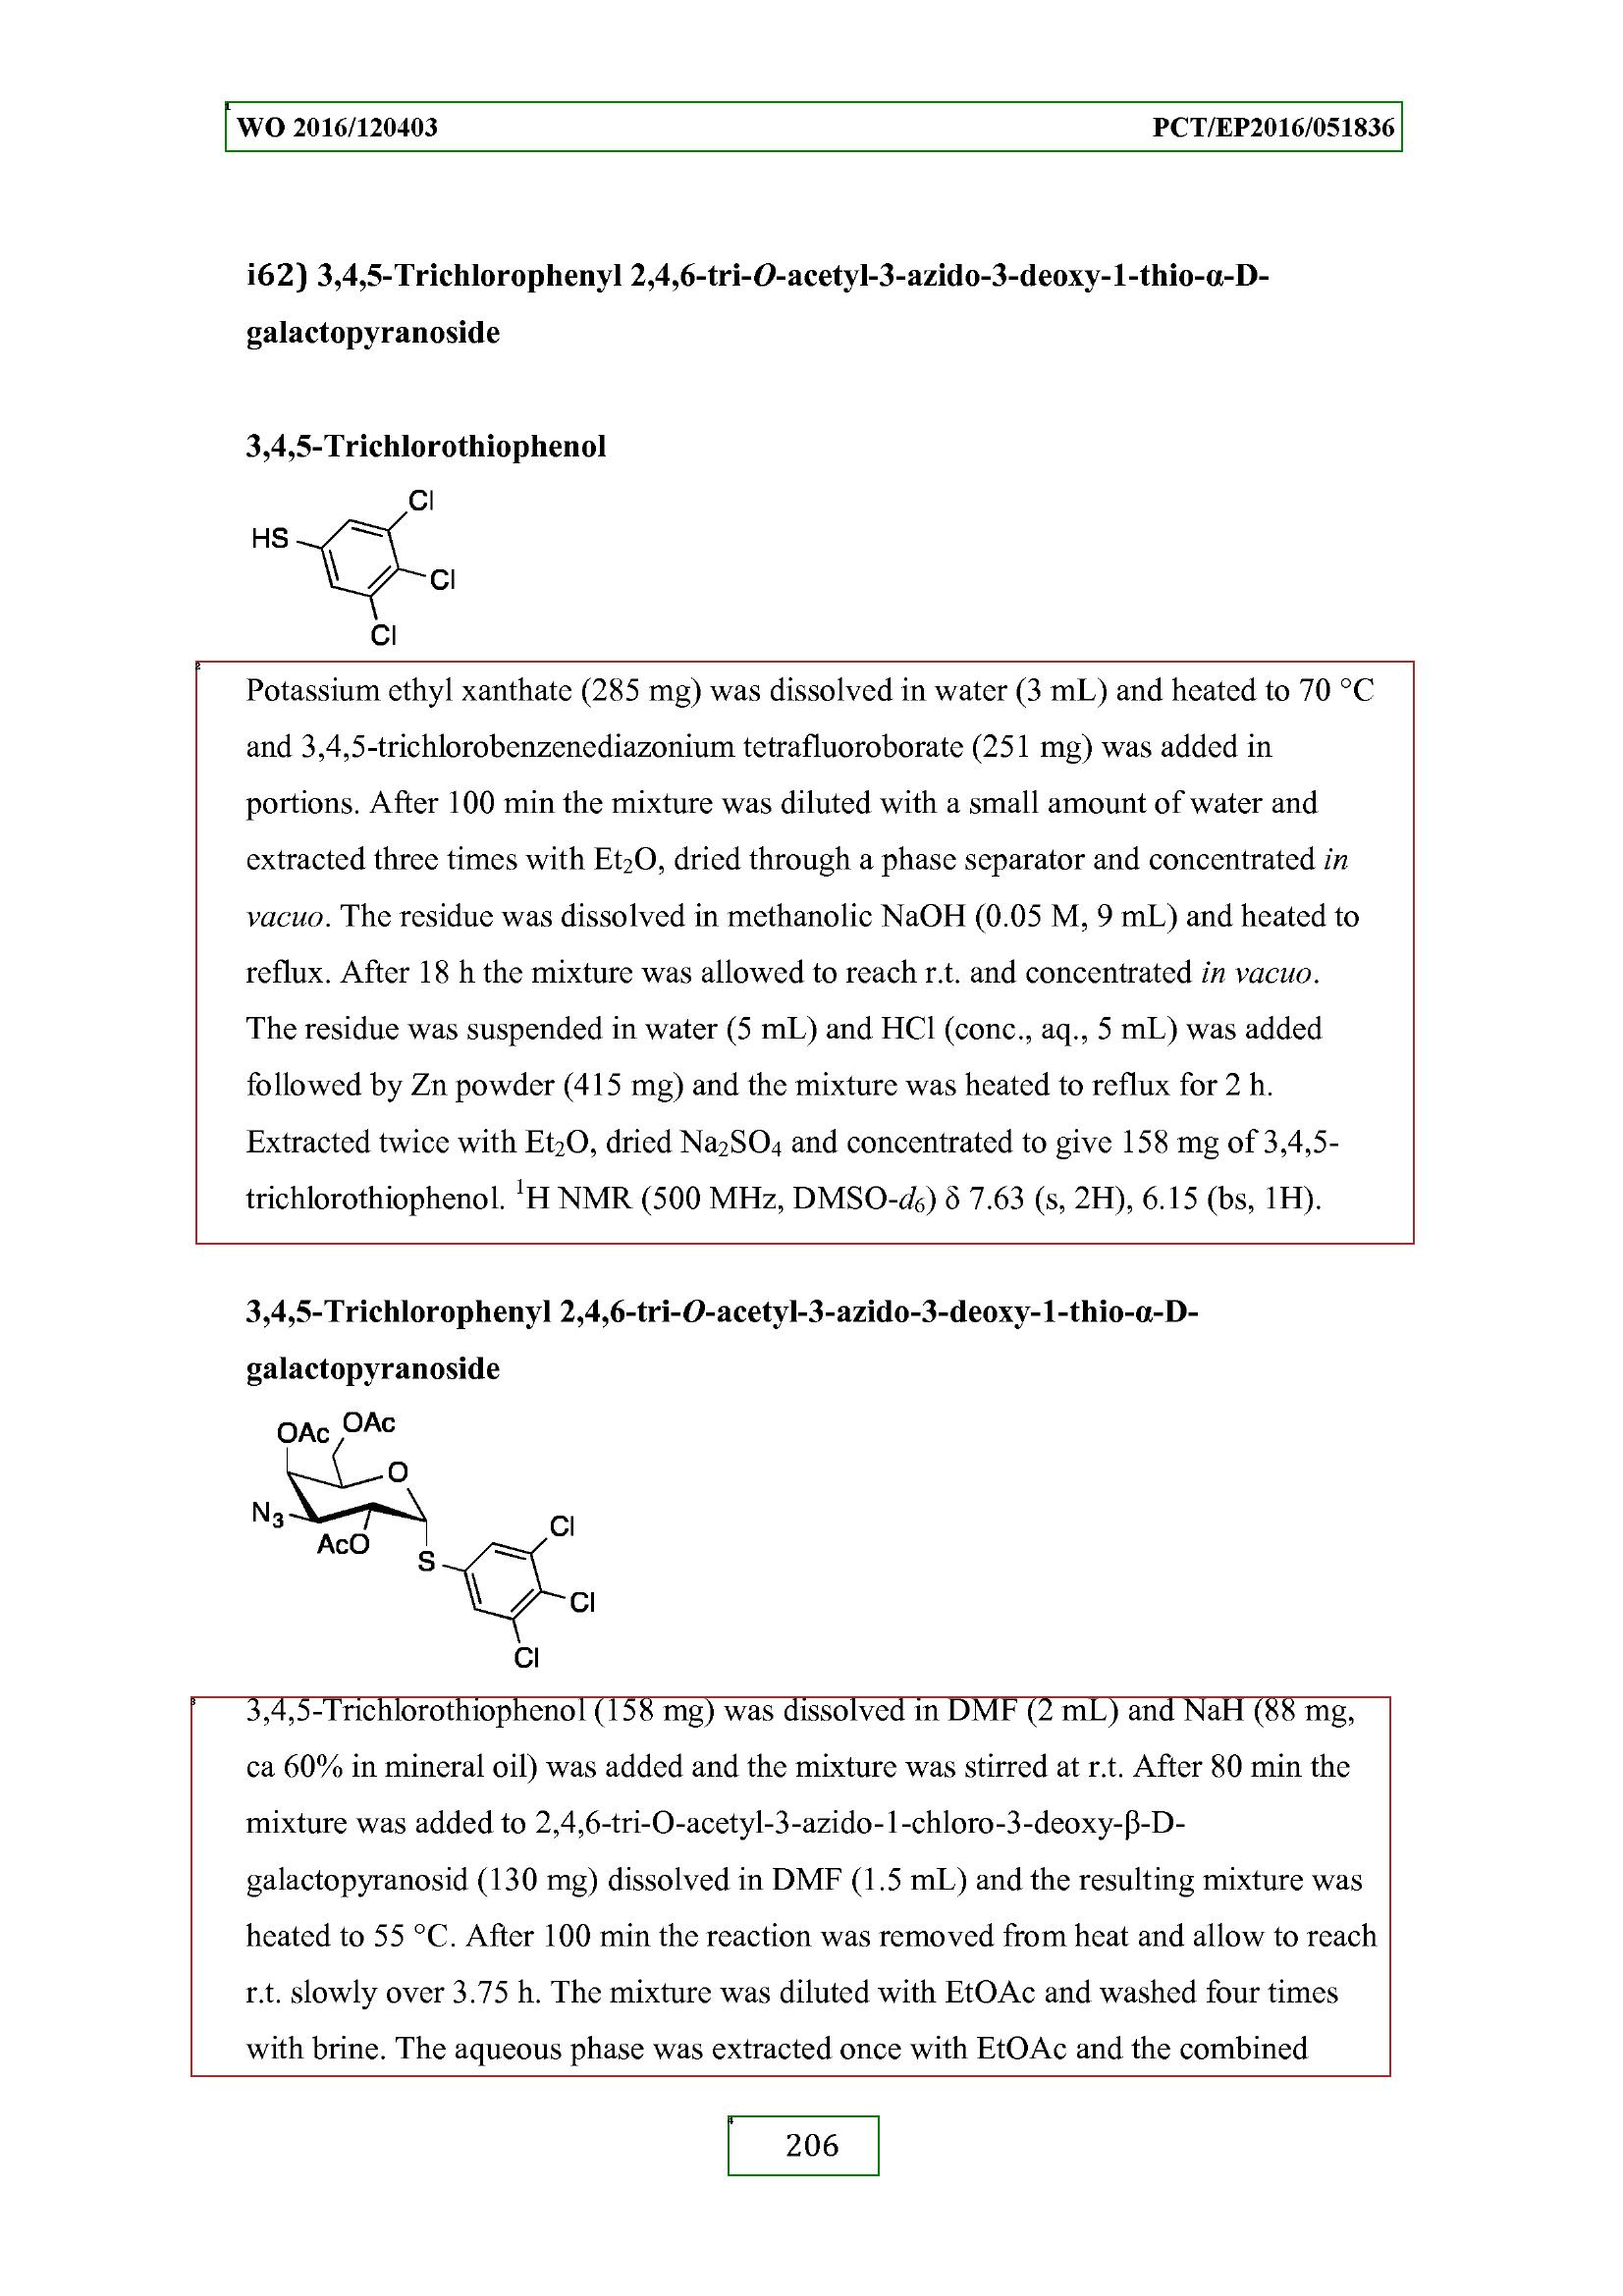 WO 2016/120403 PCT/EP2016/051836
i62) 3,4,5-Trichlorophenyl 2,4,6-tri-O-acetyl-3-azido-3-deoxy-1-thio-α-D-
galactopyranoside
3,4,5-Trichlorothiophenol
Cl
HS
Cl
Cl
2
Potassium ethyl xanthate (285 mg) was dissolved in water (3 mL) and heated to 70 °C
and 3,4,5-trichlorobenzenediazonium tetrafluoroborate (251 mg) was added in
portions. After 100 min the mixture was diluted with a small amount of water and
extracted three times with Et₂O, dried through a phase separator and concentrated in
vacuo. The residue was dissolved in methanolic NaOH (0.05 M, 9 mL) and heated to
reflux. After 18 h the mixture was allowed to reach r.t. and concentrated in vacuo.
The residue was suspended in water (5 mL) and HCl (conc., aq., 5 mL) was added
followed by Zn powder (415 mg) and the mixture was heated to reflux for 2 h.
Extracted twice with Et₂O, dried Na₂SO₄ and concentrated to give 158 mg of 3,4,5-
trichlorothiophenol. ¹H NMR (500 MHz, DMSO-d₆) δ 7.63 (s, 2H), 6.15 (bs, 1H).
3,4,5-Trichlorophenyl 2,4,6-tri-O-acetyl-3-azido-3-deoxy-1-thio-α-D-
galactopyranoside
OAc OAc
O
N₃
AcO
Cl
S
Cl
Cl
3
3,4,5-Trichlorothiophenol (158 mg) was dissolved in DMF (2 mL) and NaH (88 mg,
ca 60% in mineral oil) was added and the mixture was stirred at r.t. After 80 min the
mixture was added to 2,4,6-tri-O-acetyl-3-azido-1-chloro-3-deoxy-β-D-
galactopyranosid (130 mg) dissolved in DMF (1.5 mL) and the resulting mixture was
heated to 55 °C. After 100 min the reaction was removed from heat and allow to reach
r.t. slowly over 3.75 h. The mixture was diluted with EtOAc and washed four times
with brine. The aqueous phase was extracted once with EtOAc and the combined
4
206